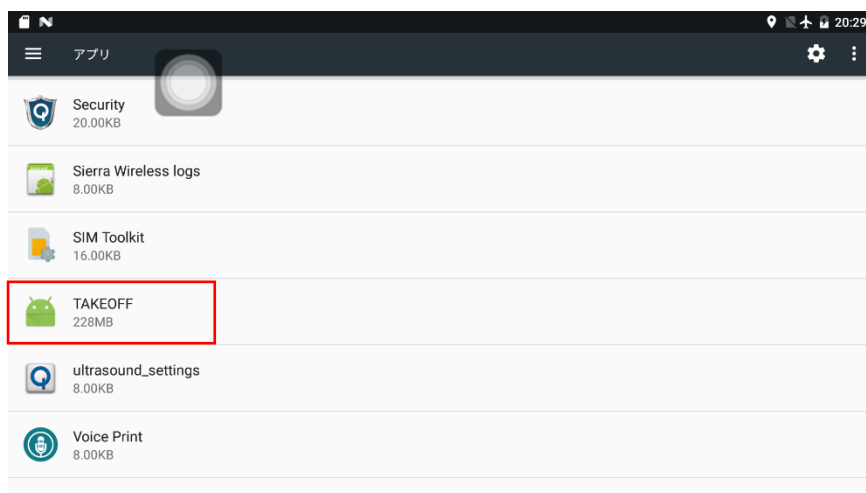 20:29
アプリ
Security
20.00KB
Sierra Wireless logs
8.00KB
SIM Toolkit
16.00KB
TAKEOFF
228MB
ultrasound_settings
8.00KB
Voice Print
8.00KB